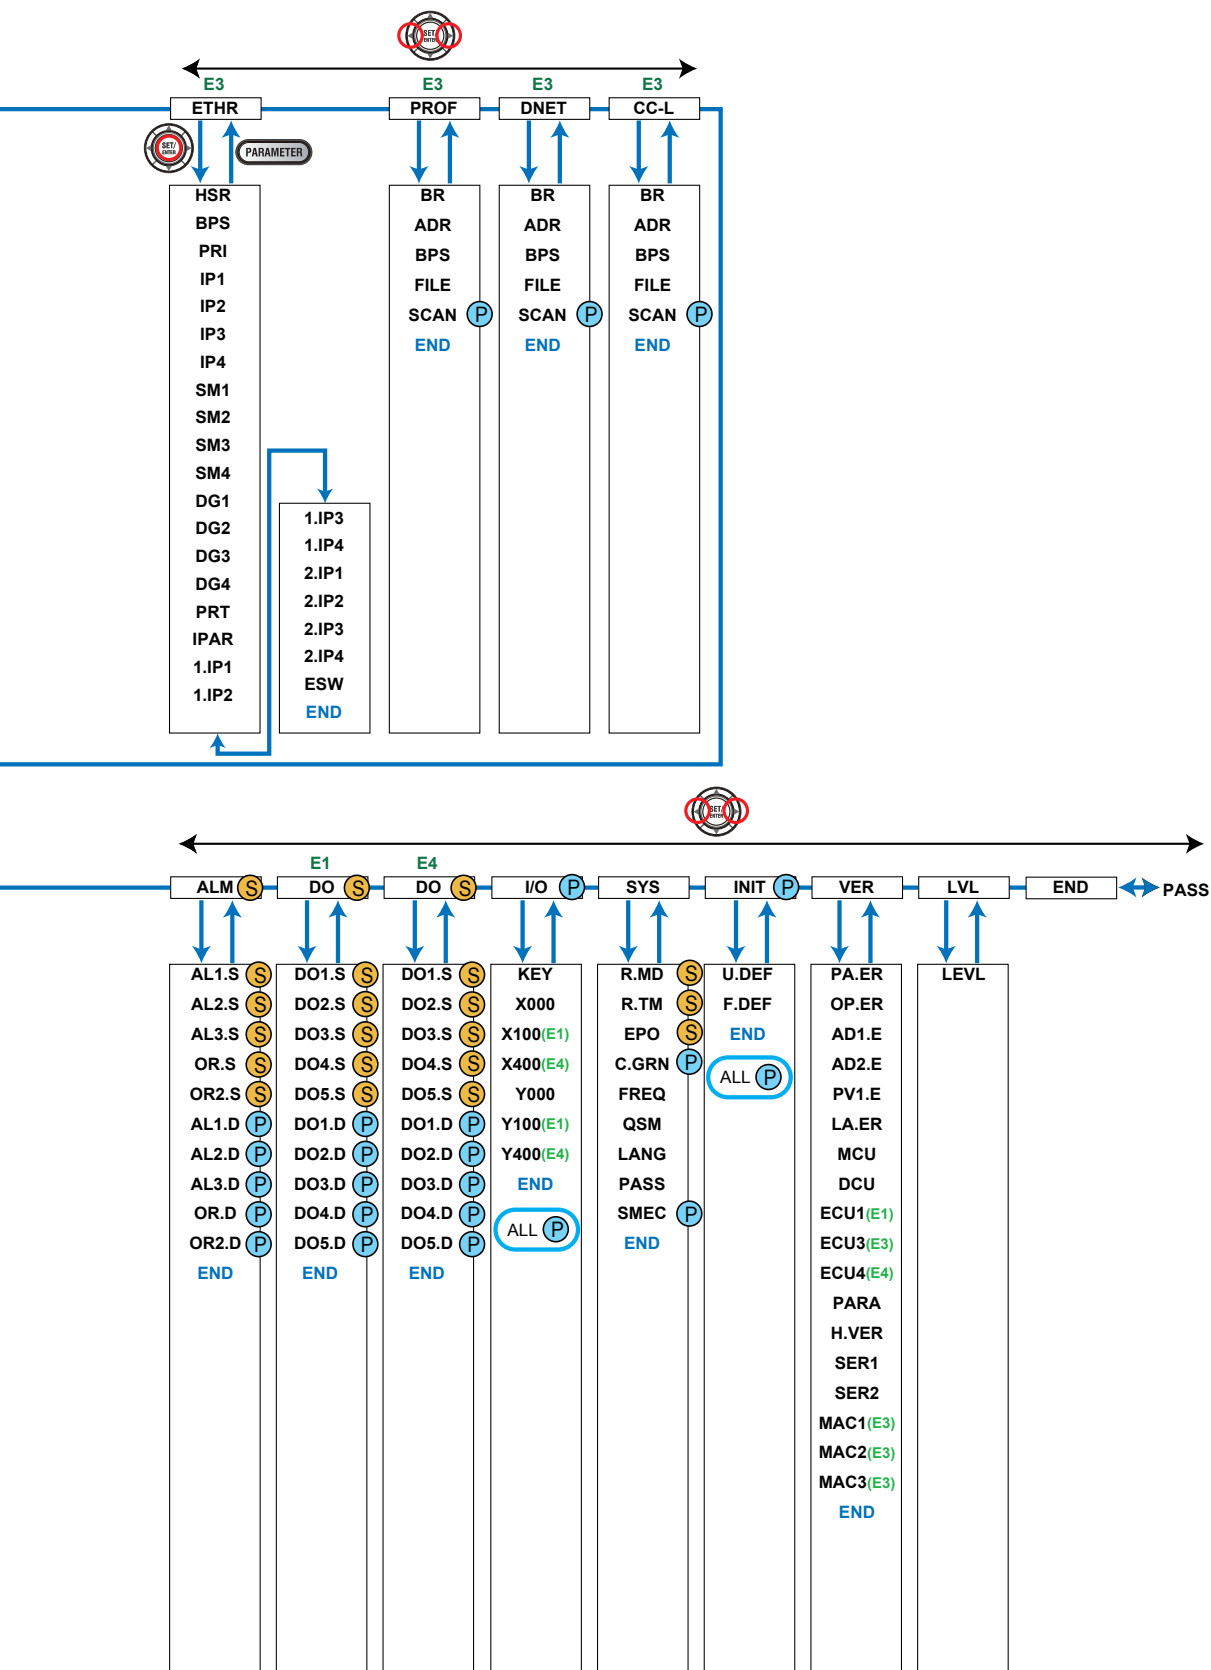 SET/
ENTER
E3 E3 E3 E3
ETHR PROF DNET CC-L
SET/
ENTER
PARAMETER
HSR
BPS
PRI
IP1
IP2
IP3
IP4
SM1
SM2
SM3
SM4
DG1
DG2
DG3
DG4
PRT
IPAR
1.IP1
1.IP2
1.IP3
1.IP4
2.IP1
2.IP2
2.IP3
2.IP4
ESW
END
BR
ADR
BPS
FILE
SCAN P
END
BR
ADR
BPS
FILE
SCAN P
END
BR
ADR
BPS
FILE
SCAN P
END
SET/
ENTER
E1 E4
ALM S DO S DO S I/O P SYS INIT P VER LVL END PASS
AL1.S S
AL2.S S
AL3.S S
OR.S S
OR2.S S
AL1.D P
AL2.D P
AL3.D P
OR.D P
OR2.D P
END
DO1.S S
DO2.S S
DO3.S S
DO4.S S
DO5.S S
DO1.D P
DO2.D P
DO3.D P
DO4.D P
DO5.D P
END
DO1.S S
DO2.S S
DO3.S S
DO4.S S
DO5.S S
DO1.D P
DO2.D P
DO3.D P
DO4.D P
DO5.D P
END
KEY
X000
X100(E1)
X400(E4)
Y000
Y100(E1)
Y400(E4)
END
ALL P
R.MD S
R.TM S
EPO S
C.GRN P
FREQ
QSM
LANG
PASS
SMEC P
END
U.DEF
F.DEF
END
ALL P
PA.ER
OP.ER
AD1.E
AD2.E
PV1.E
LA.ER
MCU
DCU
ECU1(E1)
ECU3(E3)
ECU4(E4)
PARA
H.VER
SER1
SER2
MAC1(E3)
MAC2(E3)
MAC3(E3)
END
LEVL